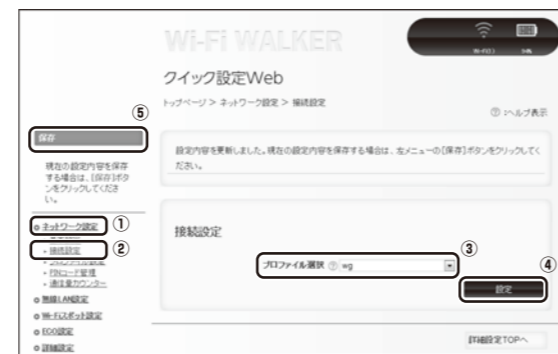 Wi-Fi WALKER
クイック設定Web
トップページ > ネットワーク設定 > 接続設定
? :ヘルプ表示
⑤
保存
現在の設定内容を保存
する場合は、[保存]ボタ
ンをクリックしてくださ
い。
設定内容を更新しました。現在の設定内容を保存する場合は、左メニューの[保存]ボタンをクリックしてく
ださい。
ネットワーク設定 ①
接続設定 ②
PINコード管理
通信量カウンター
無線LAN設定
Wi-Fiスポット設定
ECO設定
詳細設定
接続設定
③
プロファイル選択 ? wg
④
設定
詳細設定TOPへ